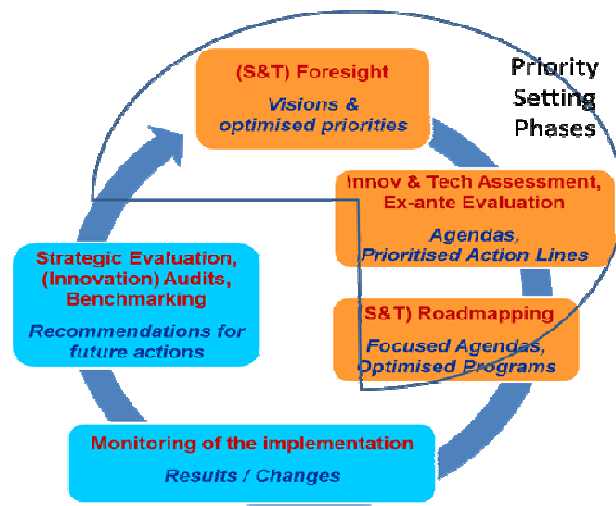 (S&T) Foresight
Visions &
optimised priorities
Priority
Setting
Phases
Innov & Tech Assessment,
Ex-ante Evaluation
Agendas,
Prioritised Action Lines
(S&T) Roadmapping
Focused Agendas,
Optimised Programs
Monitoring of the implementation
Results / Changes
Strategic Evaluation,
(Innovation) Audits,
Benchmarking
Recommendations for
future actions